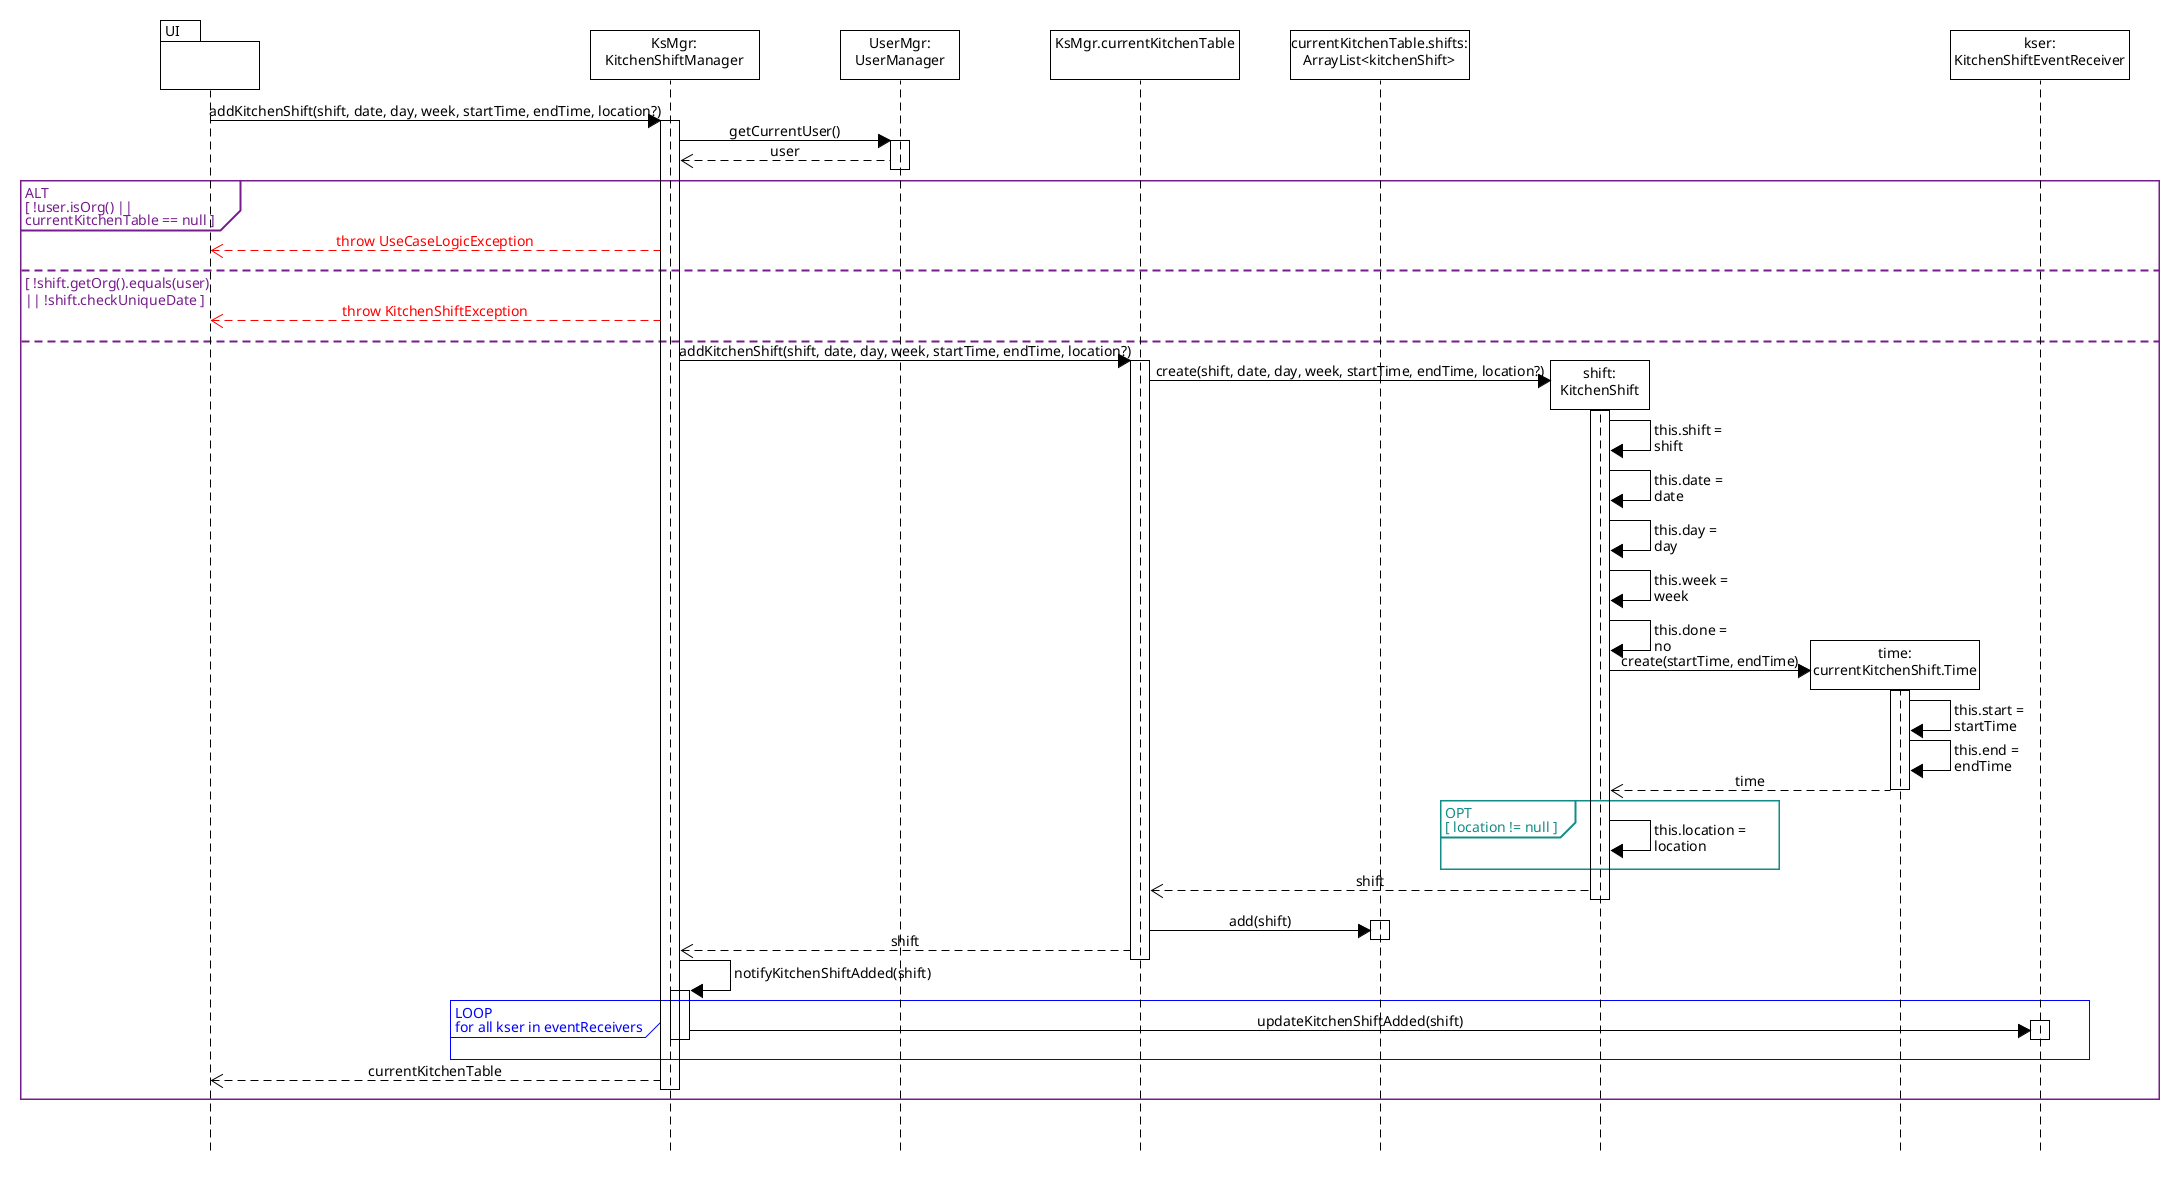 UI
KsMgr:
KitchenShiftManager
UserMgr:
UserManager
KsMgr.currentKitchenTable
currentKitchenTable.shifts:
ArrayList<kitchenShift>
kser:
KitchenShiftEventReceiver
addKitchenShift(shift, date, day, week, startTime, endTime, location?)
getCurrentUser()
user
ALT
[ !user.isOrg() ||
currentKitchenTable == null ]
throw UseCaseLogicException
[ !shift.getOrg().equals(user)
|| !shift.checkUniqueDate ]
throw KitchenShiftException
addKitchenShift(shift, date, day, week, startTime, endTime, location?)
create(shift, date, day, week, startTime, endTime, location?)
shift:
KitchenShift
this.shift =
shift
this.date =
date
this.day =
day
this.week =
week
this.done =
no
create(startTime, endTime)
time:
currentKitchenShift.Time
this.start =
startTime
this.end =
endTime
time
OPT
[ location != null ]
this.location =
location
shift
add(shift)
shift
notifyKitchenShiftAdded(shift)
LOOP
for all kser in eventReceivers
updateKitchenShiftAdded(shift)
currentKitchenTable